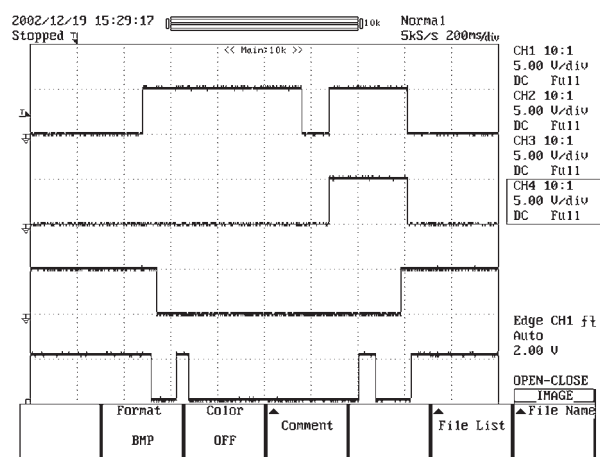 2002/12/19 15:29:17
10k
Normal
Stopped
5kS/s 200ms/div
<< Main:10k >>
CH1 10:1
5.00 V/div
DC Full
CH2 10:1
5.00 V/div
DC Full
CH3 10:1
5.00 V/div
DC Full
CH4 10:1
5.00 V/div
DC Full
Edge CH1
Auto
2.00 V
OPEN-CLOSE
IMAGE
Format
BMP
Color
OFF
Comment
File List
File Name